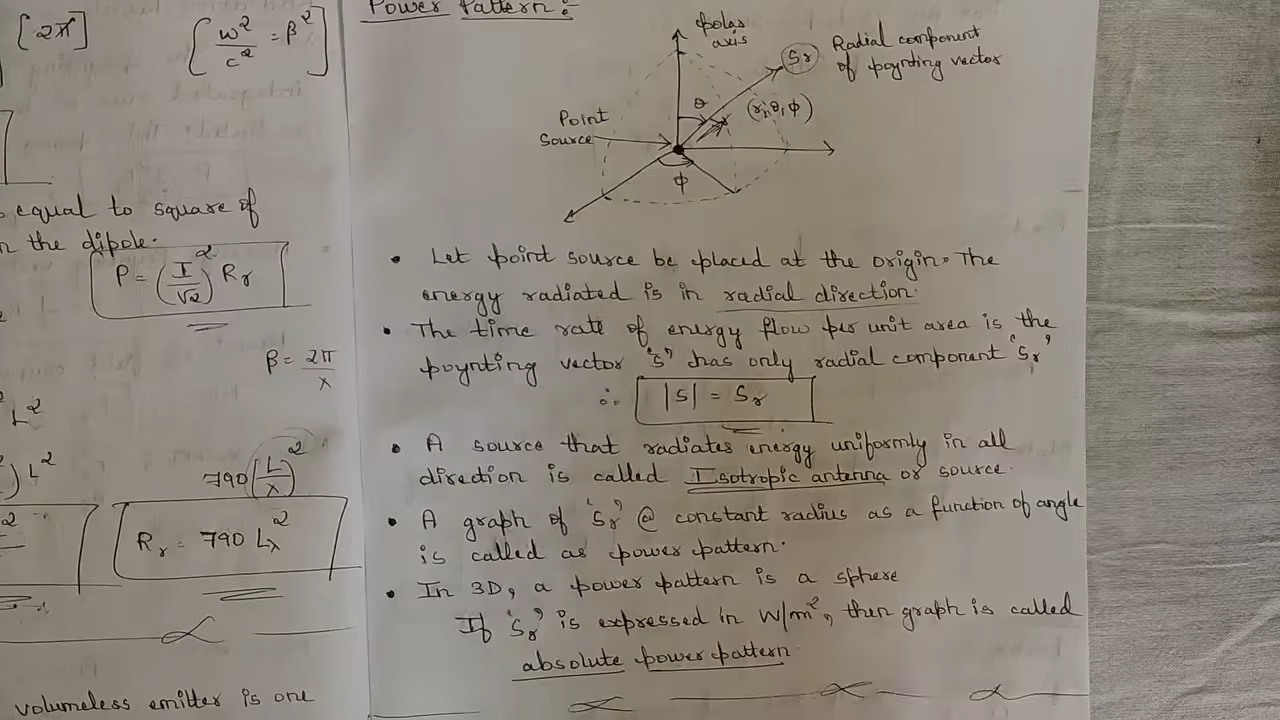 [2π]
[ω²/c² = β²]
equal to square of
the dipole.
P = (I/√2)² Rr
β = 2π/λ
L²
) L²
790 (L/λ)²
Rr = 790 Lλ²
volumeless emitter is one
Power Pattern :
polar
axis
Sr
Radial component
of poynting vector
θ
(r, θ, φ)
Point
Source
φ
• Let point source be placed at the origin. The
energy radiated is in radial direction.
• The time rate of energy flow per unit area is the
poynting vector 'S' has only radial component 'Sr'
∴ |S| = Sr
• A source that radiates energy uniformly in all
direction is called Isotropic antenna or source.
• A graph of 'Sr' @ constant radius as a function of angle
is called as power pattern.
• In 3D, a power pattern is a sphere
If 'Sr' is expressed in W/m², then graph is called
absolute power pattern